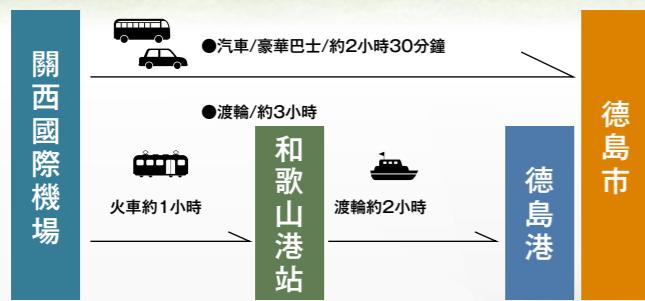 關西國際機場
●汽車/豪華巴士/約2小時30分鐘
●渡輪/約3小時
火車約1小時
和歌山港站
渡輪約2小時
德島港
德島市